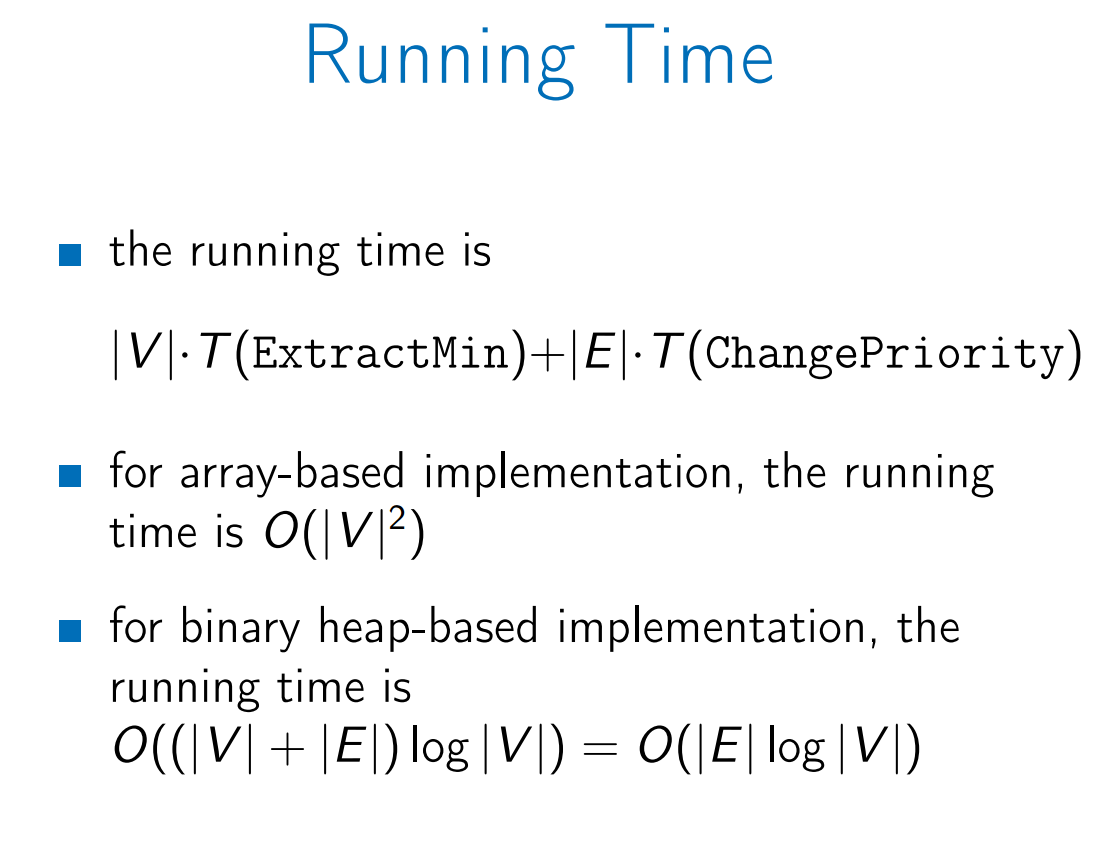 Running Time
the running time is
|V|·T(ExtractMin)+|E|·T(ChangePriority)
for array-based implementation, the running
time is O(|V|²)
for binary heap-based implementation, the
running time is
O((|V| + |E|) log |V|) = O(|E| log |V|)